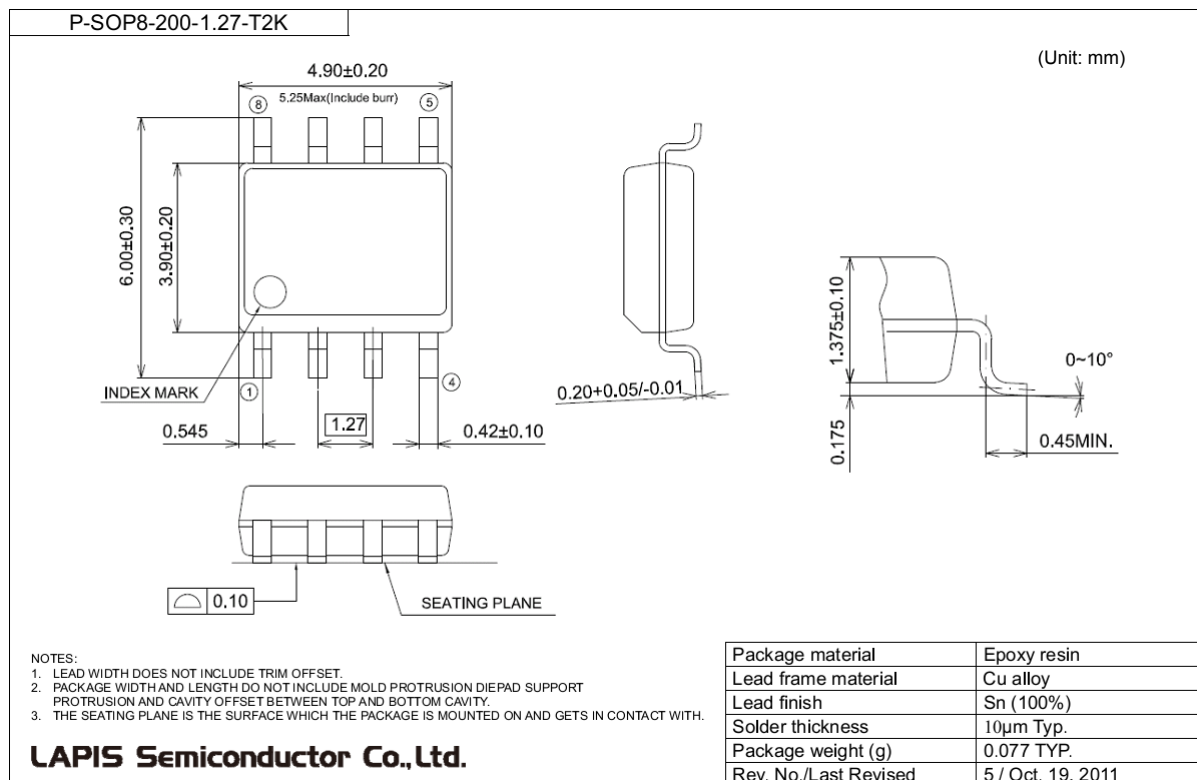 P-SOP8-200-1.27-T2K
(Unit: mm)
4.90±0.20
5.25Max(Include burr)
8
5
6.00±0.30
3.90±0.20
INDEX MARK
1
4
0.545
1.27
0.42±0.10
0.20+0.05/-0.01
1.375±0.10
0.175
0~10°
0.45MIN.
0.10
SEATING PLANE
NOTES:
1. LEAD WIDTH DOES NOT INCLUDE TRIM OFFSET.
2. PACKAGE WIDTH AND LENGTH DO NOT INCLUDE MOLD PROTRUSION DIEPAD SUPPORT
PROTRUSION AND CAVITY OFFSET BETWEEN TOP AND BOTTOM CAVITY.
3. THE SEATING PLANE IS THE SURFACE WHICH THE PACKAGE IS MOUNTED ON AND GETS IN CONTACT WITH.
LAPIS Semiconductor Co.,Ltd.
Package material Epoxy resin
Lead frame material Cu alloy
Lead finish Sn (100%)
Solder thickness 10μm Typ.
Package weight (g) 0.077 TYP.
Rev. No./Last Revised 5 / Oct. 19, 2011